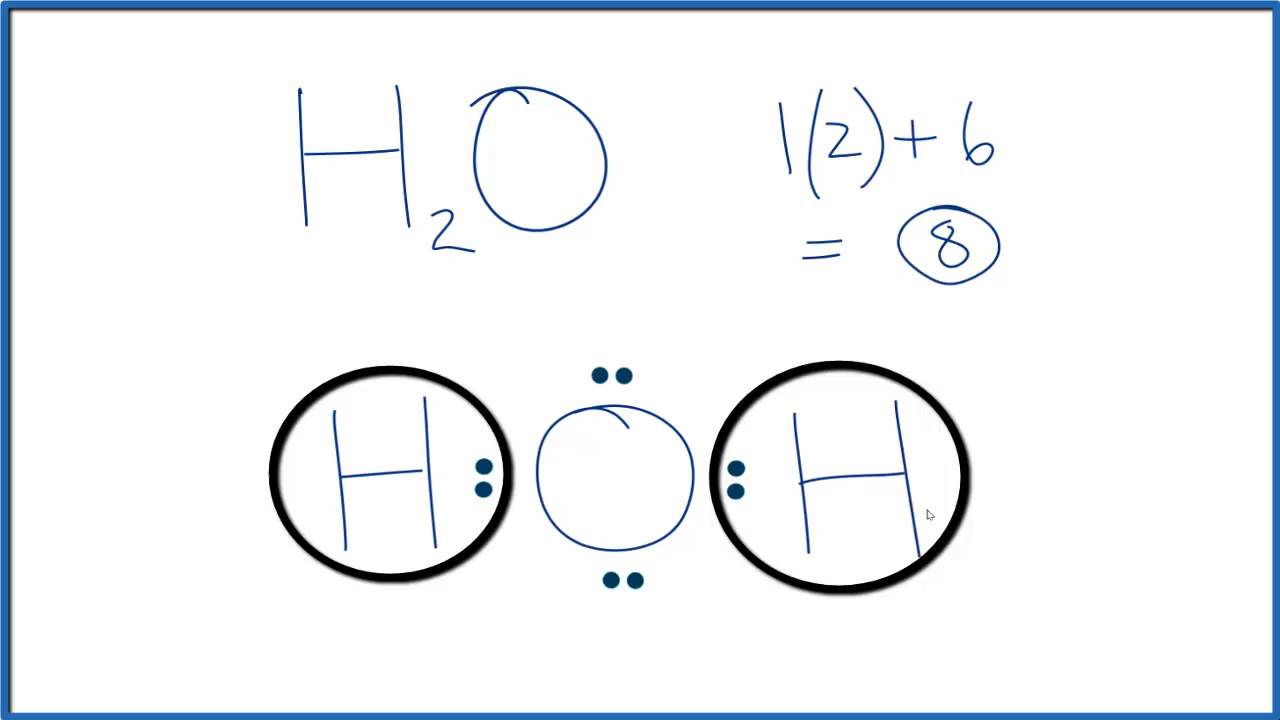 H2O
1(2) + 6
= 8
H O H